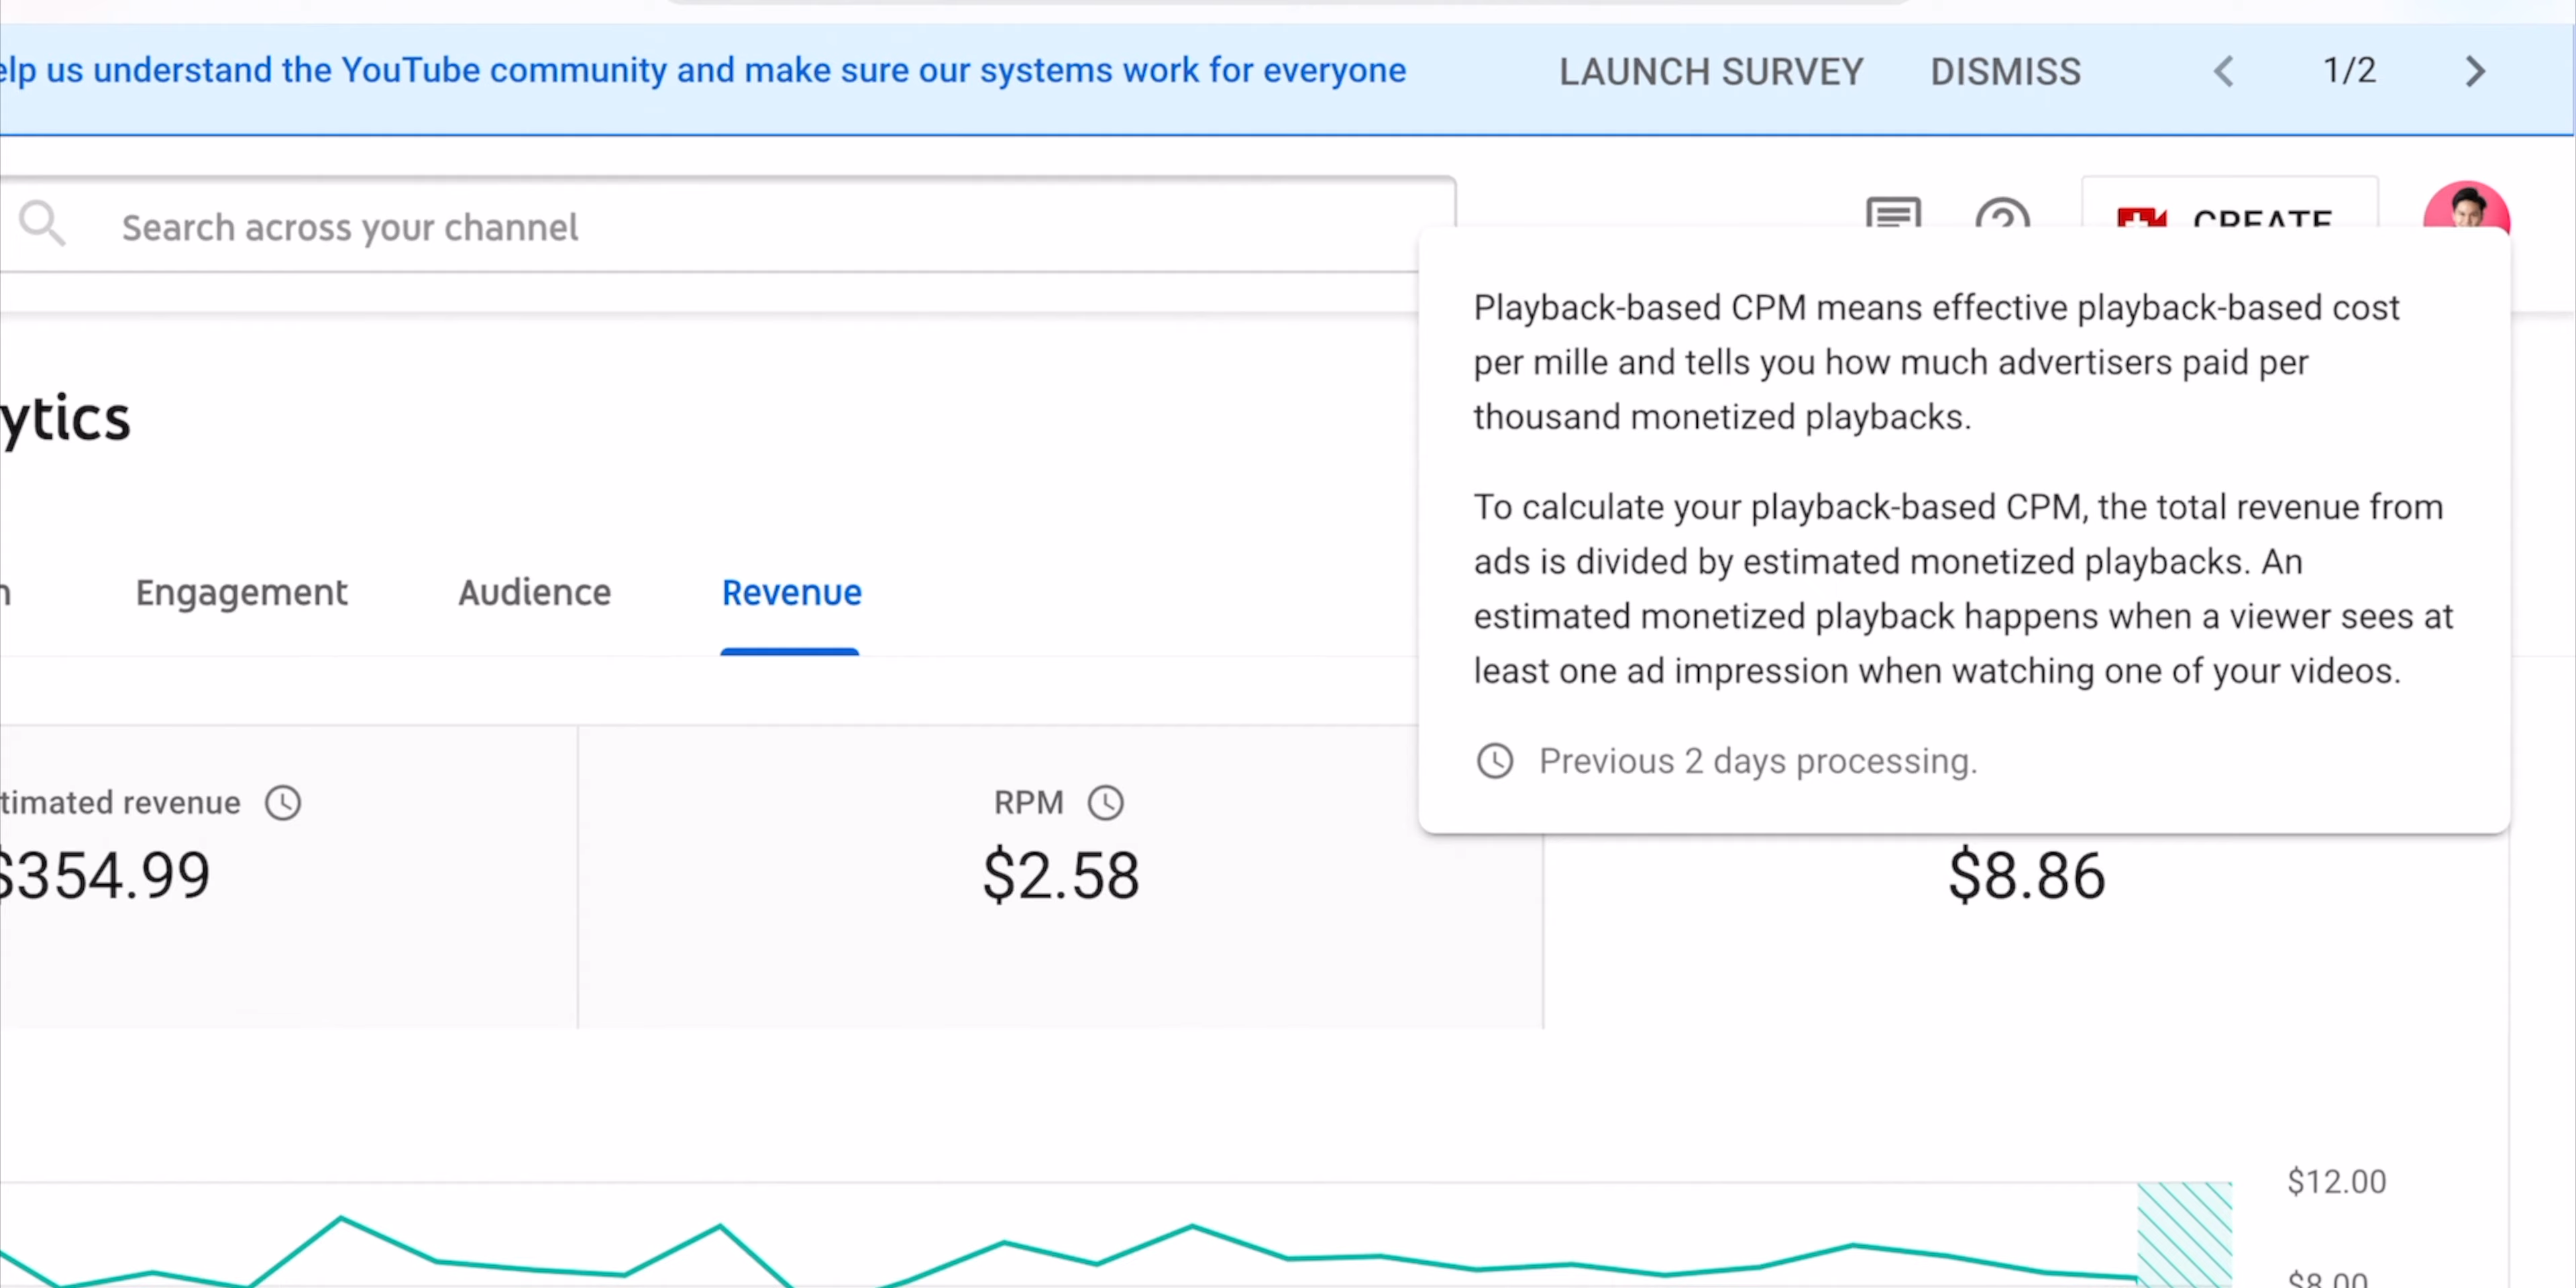 elp us understand the YouTube community and make sure our systems work for everyone
LAUNCH SURVEY
DISMISS
1/2
Search across your channel
CREATE
Playback-based CPM means effective playback-based cost
per mille and tells you how much advertisers paid per
thousand monetized playbacks.
To calculate your playback-based CPM, the total revenue from
ads is divided by estimated monetized playbacks. An
estimated monetized playback happens when a viewer sees at
least one ad impression when watching one of your videos.
Previous 2 days processing.
ytics
n
Engagement
Audience
Revenue
timated revenue
$354.99
RPM
$2.58
$8.86
$12.00
$8.00